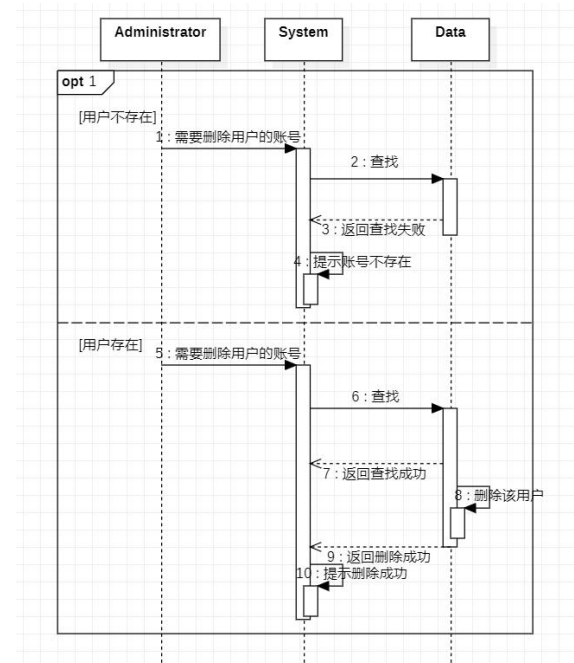 Administrator
System
Data
opt 1
[用户不存在]
1 : 需要删除用户的账号
2 : 查找
3 : 返回查找失败
4 : 提示账号不存在
[用户存在]
5 : 需要删除用户的账号
6 : 查找
7 : 返回查找成功
8 : 删除该用户
9 : 返回删除成功
10 : 提示删除成功